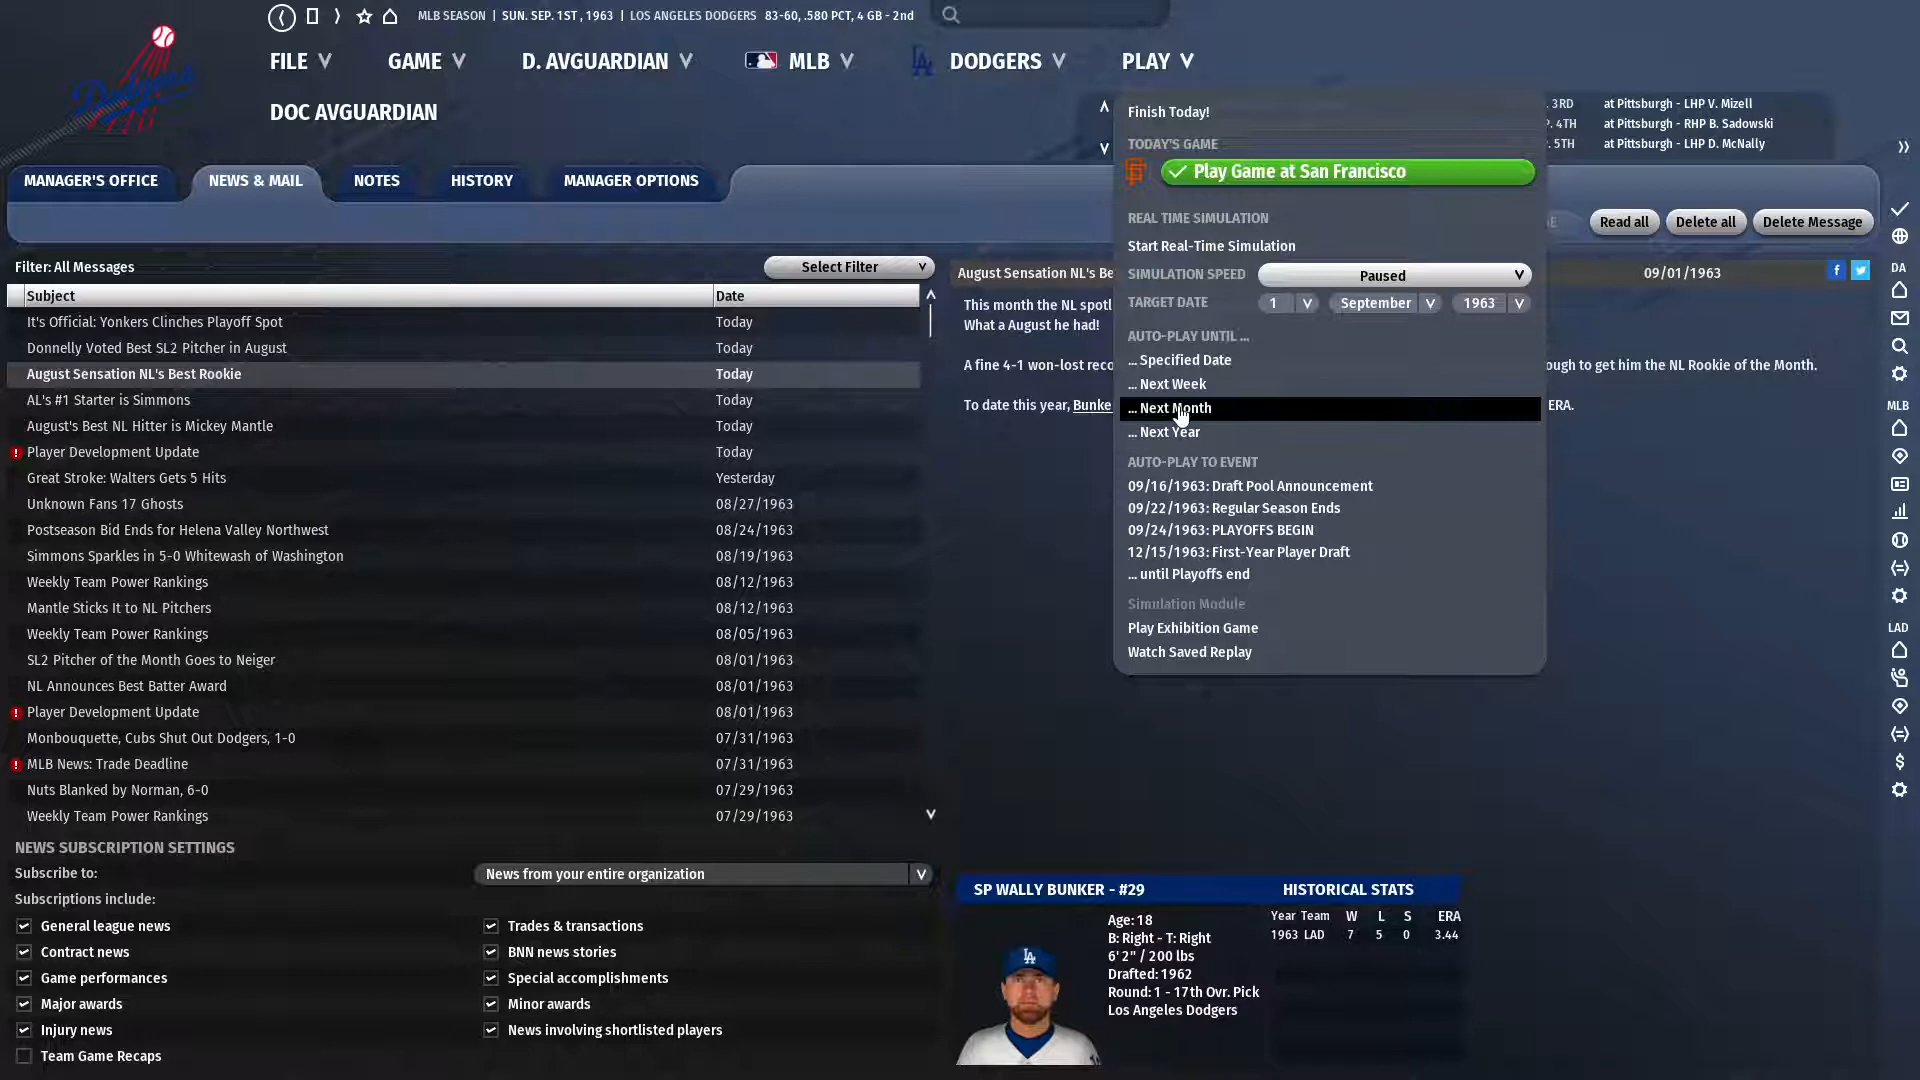 MLB SEASON | SUN. SEP. 1ST , 1963 | LOS ANGELES DODGERS 83-60, .580 PCT, 4 GB - 2nd
Dodgers
FILE GAME D. AVGUARDIAN MLB DODGERS PLAY
DOC AVGUARDIAN
3RD at Pittsburgh - LHP V. Mizell
4TH at Pittsburgh - RHP B. Sadowski
5TH at Pittsburgh - LHP D. McNally
MANAGER'S OFFICE NEWS & MAIL NOTES HISTORY MANAGER OPTIONS
Read all Delete all Delete Message
Filter: All Messages Select Filter
Subject Date
It's Official: Yonkers Clinches Playoff Spot Today
Donnelly Voted Best SL2 Pitcher in August Today
August Sensation NL's Best Rookie Today
AL's #1 Starter is Simmons Today
August's Best NL Hitter is Mickey Mantle Today
Player Development Update Today
Great Stroke: Walters Gets 5 Hits Yesterday
Unknown Fans 17 Ghosts 08/27/1963
Postseason Bid Ends for Helena Valley Northwest 08/24/1963
Simmons Sparkles in 5-0 Whitewash of Washington 08/19/1963
Weekly Team Power Rankings 08/12/1963
Mantle Sticks It to NL Pitchers 08/12/1963
Weekly Team Power Rankings 08/05/1963
SL2 Pitcher of the Month Goes to Neiger 08/01/1963
NL Announces Best Batter Award 08/01/1963
Player Development Update 08/01/1963
Monbouquette, Cubs Shut Out Dodgers, 1-0 07/31/1963
MLB News: Trade Deadline 07/31/1963
Nuts Blanked by Norman, 6-0 07/29/1963
Weekly Team Power Rankings 07/29/1963
NEWS SUBSCRIPTION SETTINGS
Subscribe to: News from your entire organization
Subscriptions include:
General league news Trades & transactions
Contract news BNN news stories
Game performances Special accomplishments
Major awards Minor awards
Injury news News involving shortlisted players
Team Game Recaps
August Sensation NL's Be 09/01/1963
This month the NL spotl
What a August he had!
A fine 4-1 won-lost reco ough to get him the NL Rookie of the Month.
To date this year, Bunke ERA.
Finish Today!
TODAY'S GAME
Play Game at San Francisco
REAL TIME SIMULATION
Start Real-Time Simulation
SIMULATION SPEED Paused
TARGET DATE 1 September 1963
AUTO-PLAY UNTIL ...
... Specified Date
... Next Week
... Next Month
... Next Year
AUTO-PLAY TO EVENT
09/16/1963: Draft Pool Announcement
09/22/1963: Regular Season Ends
09/24/1963: PLAYOFFS BEGIN
12/15/1963: First-Year Player Draft
... until Playoffs end
Simulation Module
Play Exhibition Game
Watch Saved Replay
SP WALLY BUNKER - #29 HISTORICAL STATS
Age: 18
B: Right - T: Right
6' 2" / 200 lbs
Drafted: 1962
Round: 1 - 17th Ovr. Pick
Los Angeles Dodgers
Year Team W L S ERA
1963 LAD 7 5 0 3.44
DA
MLB
LAD